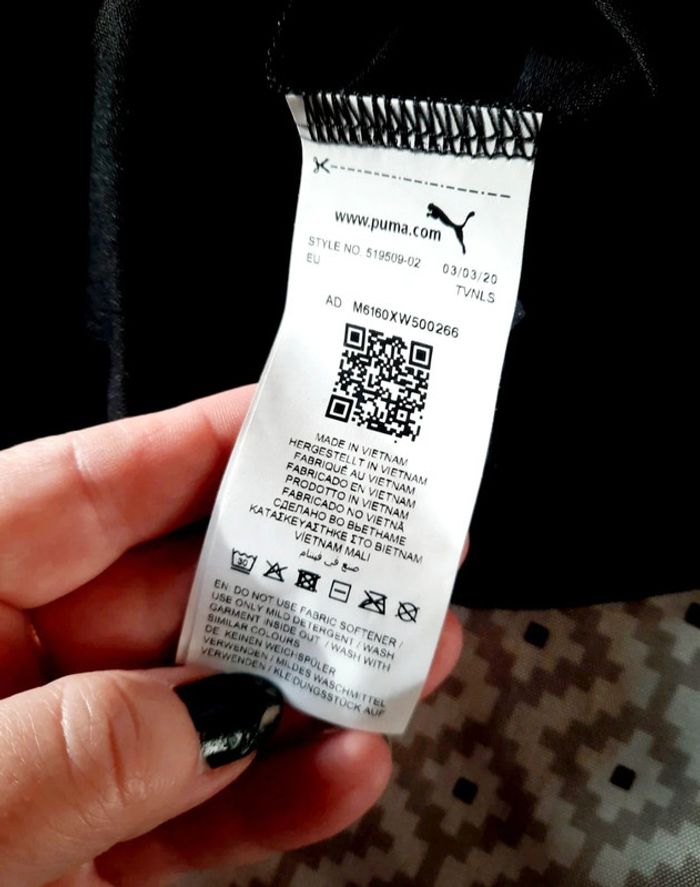 www.puma.com
STYLE NO. 519509-02 03/03/20
EU TVNLS
AD M6160XW500266
MADE IN VIETNAM
HERGESTELLT IN VIETNAM
FABRIQUÉ AU VIETNAM
FABRICADO EN VIETNAM
PRODOTTO IN VIETNAM
FABRICADO NO VIETNÃ
СДЕЛАНО ВО ВЬЕТНАМЕ
ΚΑΤΑΣΚΕΥΑΣΤΗΚΕ ΣΤΟ ΒΙΕΤΝΑΜ
VİETNAM MALI
صنع في فيتنام
30
EN DO NOT USE FABRIC SOFTENER /
USE ONLY MILD DETERGENT / WASH
GARMENT INSIDE OUT / WASH WITH
SIMILAR COLOURS
DE KEINEN WEICHSPÜLER
VERWENDEN / MILDES WASCHMITTEL
VERWENDEN / KLEIDUNGSSTÜCK AUF